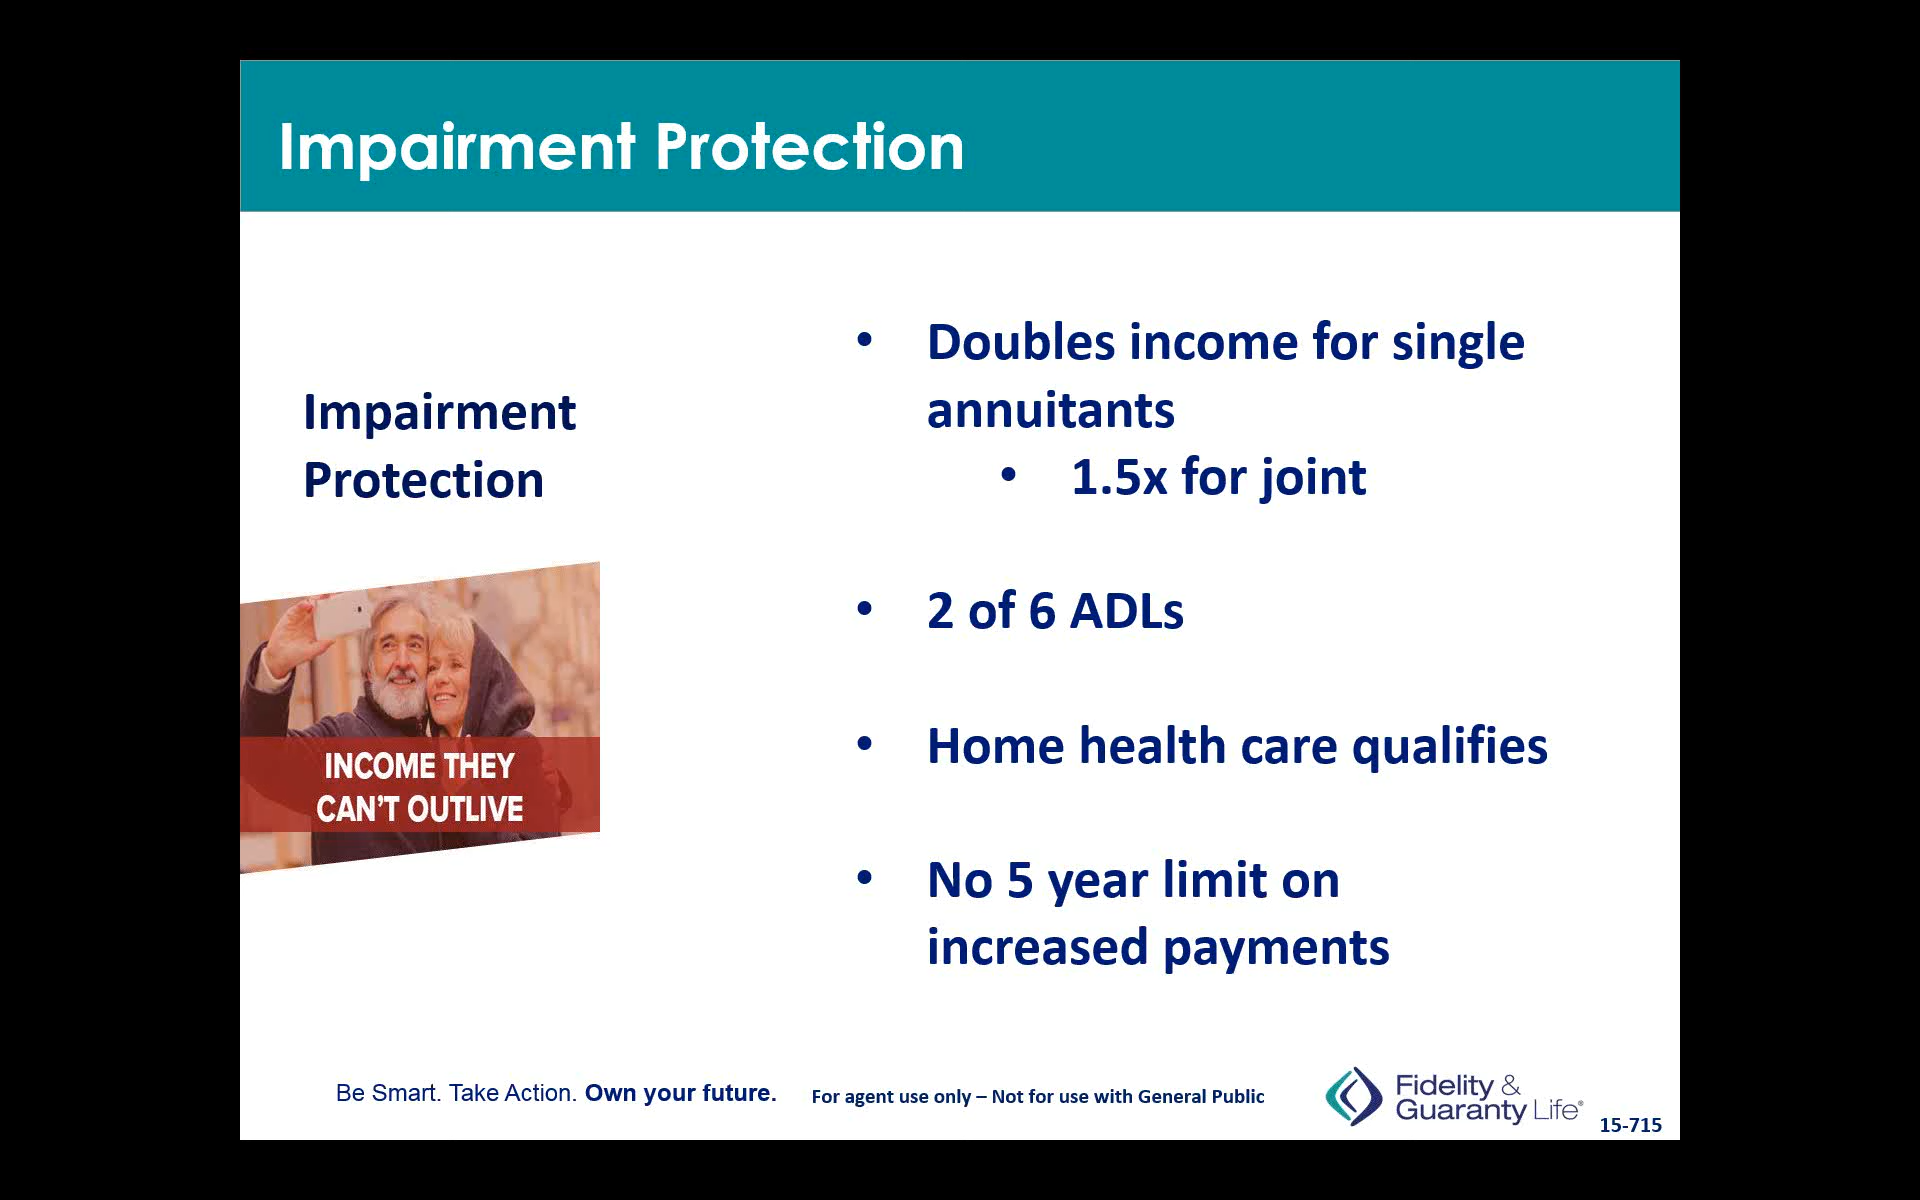 Impairment Protection
Impairment
Protection
INCOME THEY
CAN'T OUTLIVE
• Doubles income for single
annuitants
• 1.5x for joint
• 2 of 6 ADLs
• Home health care qualifies
• No 5 year limit on
increased payments
Be Smart. Take Action. Own your future.
For agent use only – Not for use with General Public
Fidelity &
Guaranty Life®
15-715